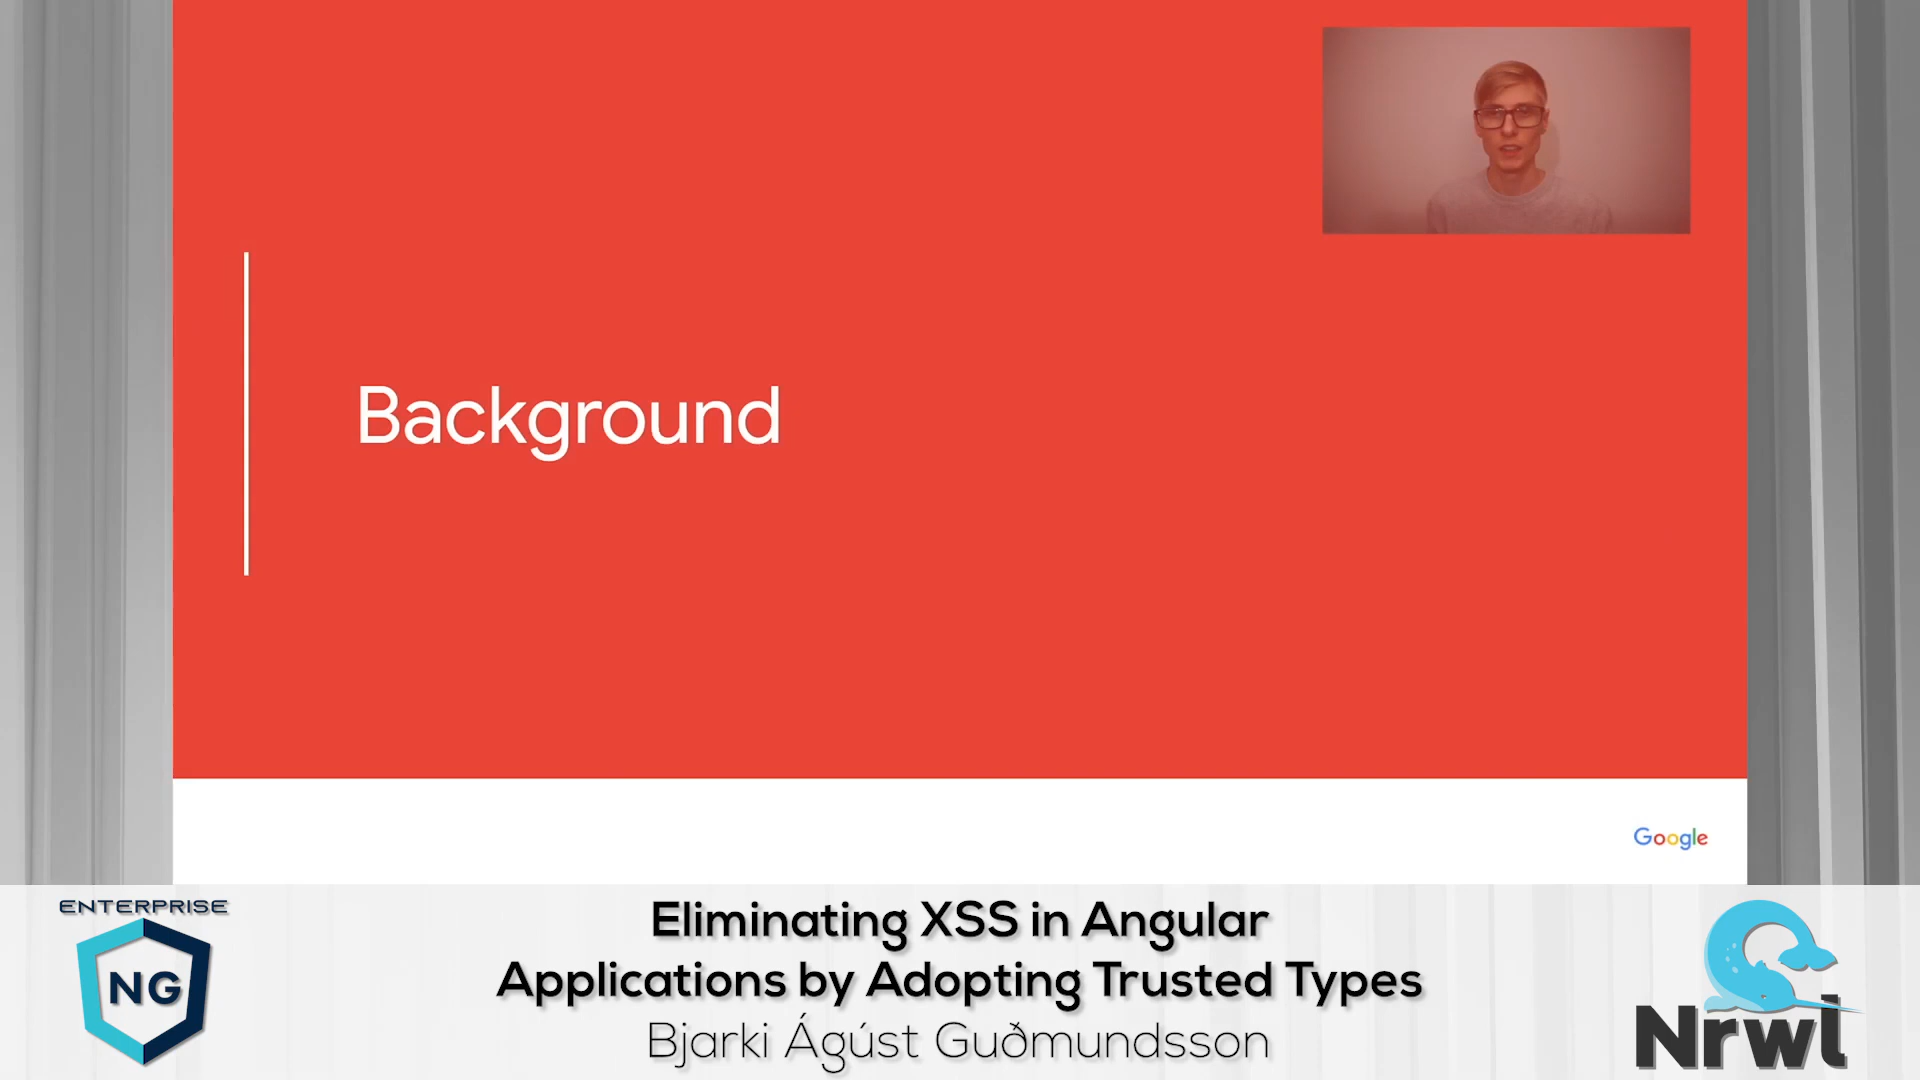 Background
Google
ENTERPRISE
NG
Eliminating XSS in Angular
Applications by Adopting Trusted Types
Bjarki Ágúst Guðmundsson
Nrwl